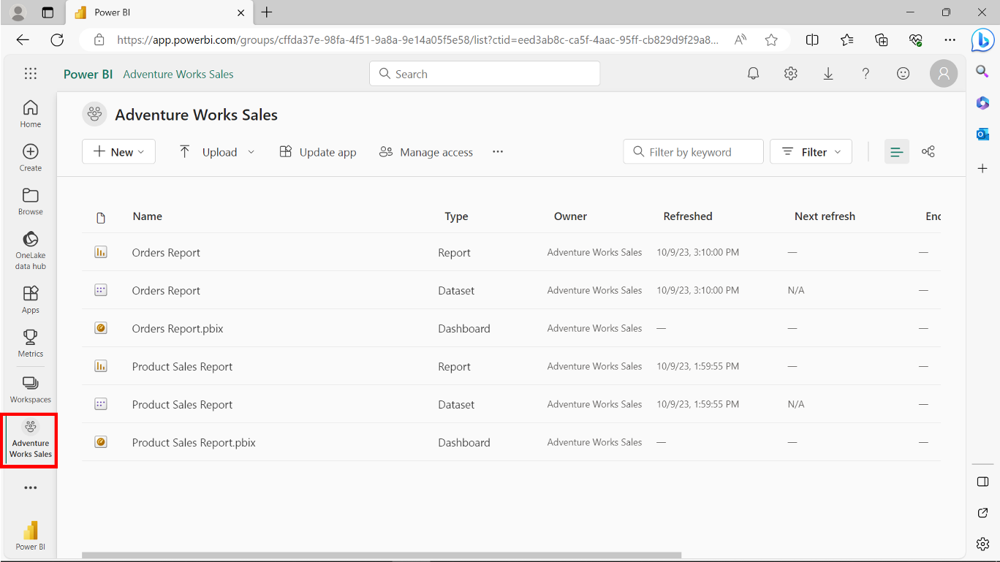 Power BI
https://app.powerbi.com/groups/cffda37e-98fa-4f51-9a8a-9e14a05f5e58/list?ctid=eed3ab8c-ca5f-4aac-95ff-cb829d9f29a8...
Power BI Adventure Works Sales
Search
Home
Create
Browse
OneLake
data hub
Apps
Metrics
Workspaces
Adventure
Works Sales
Power BI
Adventure Works Sales
New Upload Update app Manage access Filter by keyword Filter
Name Type Owner Refreshed Next refresh Enc
Orders Report Report Adventure Works Sales 10/9/23, 3:10:00 PM — —
Orders Report Dataset Adventure Works Sales 10/9/23, 3:10:00 PM N/A —
Orders Report.pbix Dashboard Adventure Works Sales — — —
Product Sales Report Report Adventure Works Sales 10/9/23, 1:59:55 PM — —
Product Sales Report Dataset Adventure Works Sales 10/9/23, 1:59:55 PM N/A —
Product Sales Report.pbix Dashboard Adventure Works Sales — — —